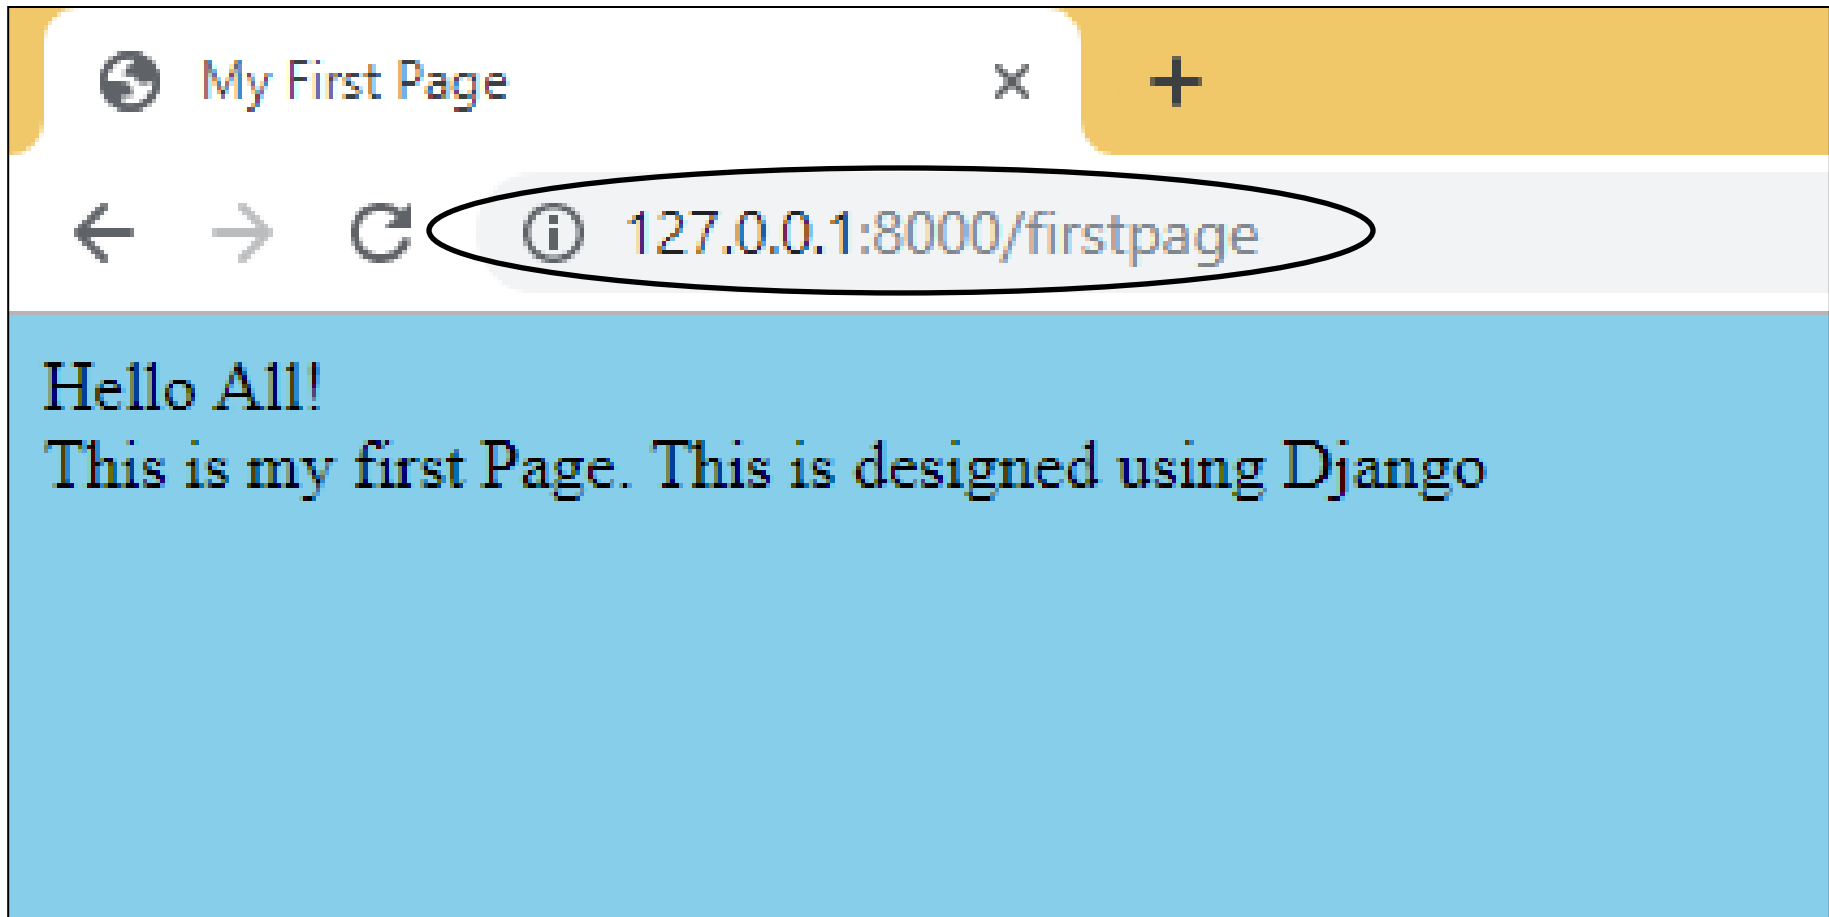 My First Page
127.0.0.1:8000/firstpage
Hello All!
This is my first Page. This is designed using Django